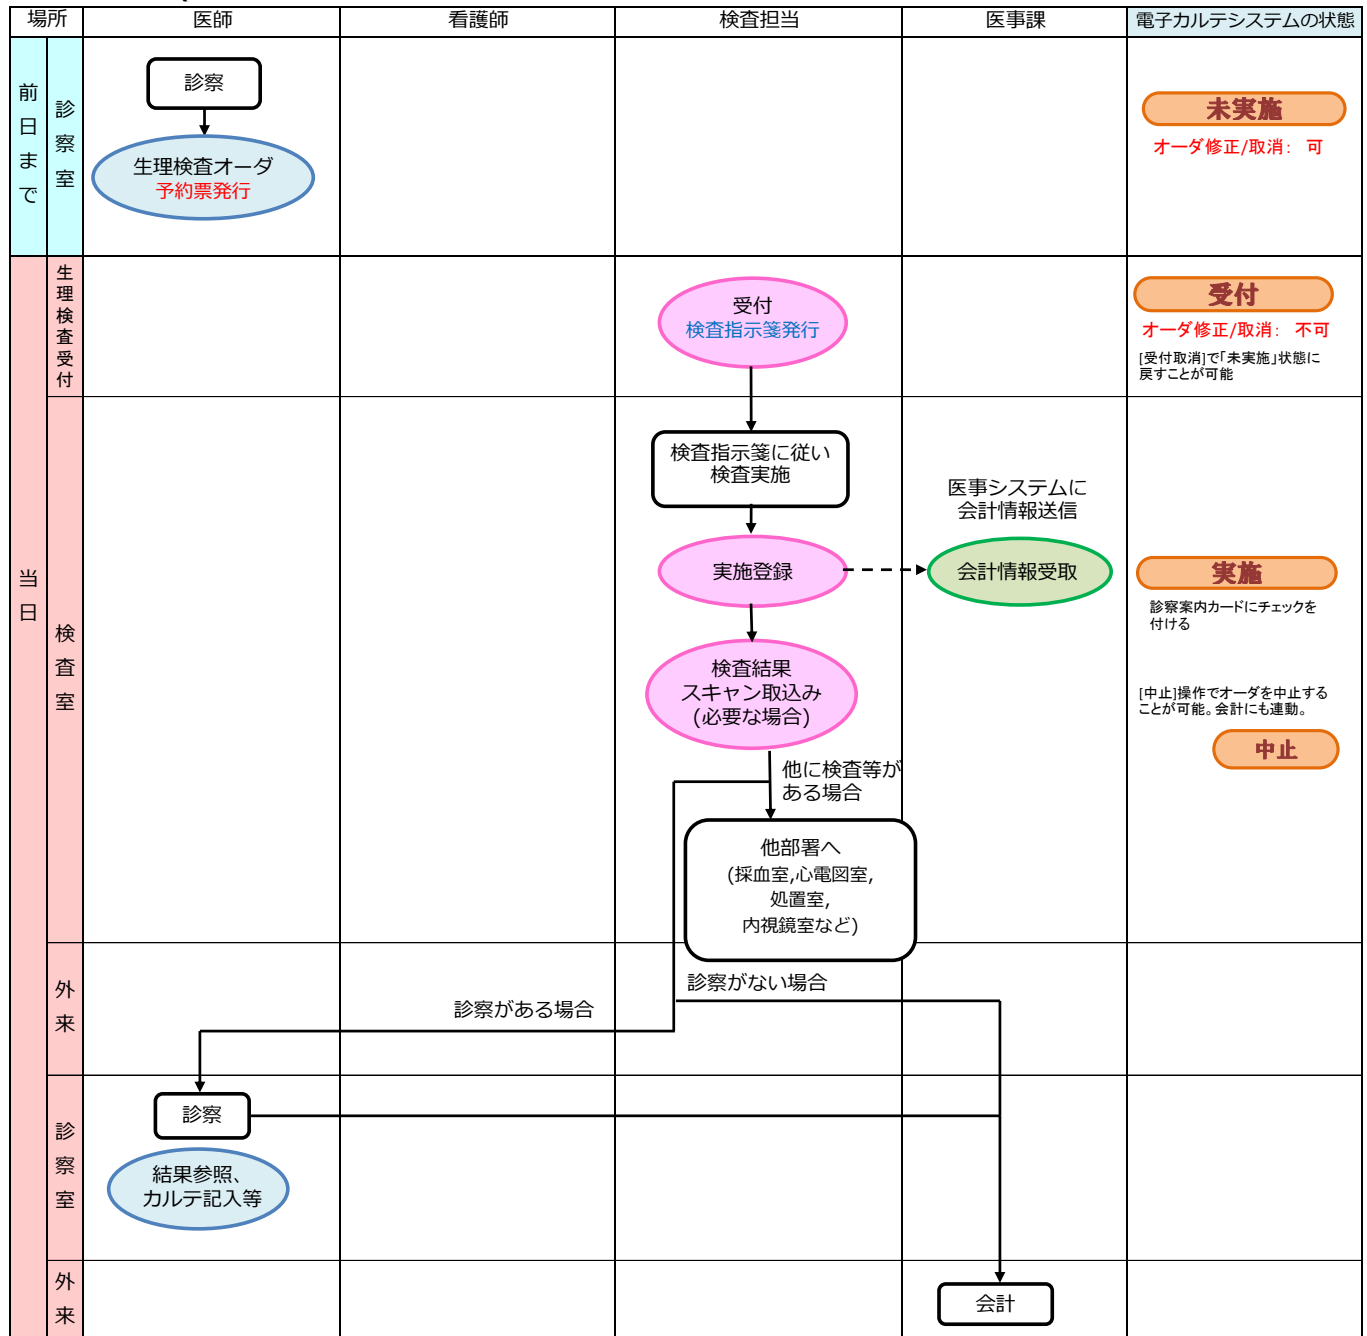 場所
医師
看護師
検査担当
医事課
電子カルテシステムの状態
前日まで
診察室
診察
生理検査オーダ
予約票発行
未実施
オーダ修正/取消： 可
当日
生理検査受付
受付
検査指示箋発行
受付
オーダ修正/取消： 不可
[受付取消]で「未実施」状態に
戻すことが可能
検査室
検査指示箋に従い
検査実施
医事システムに
会計情報送信
実施登録
会計情報受取
実施
診察案内カードにチェックを
付ける
検査結果
スキャン取込み
(必要な場合)
[中止]操作でオーダを中止する
ことが可能。会計にも連動。
中止
他に検査等が
ある場合
他部署へ
(採血室,心電図室,
処置室,
内視鏡室など)
外来
診察がない場合
診察がある場合
診察室
診察
結果参照、
カルテ記入等
外来
会計